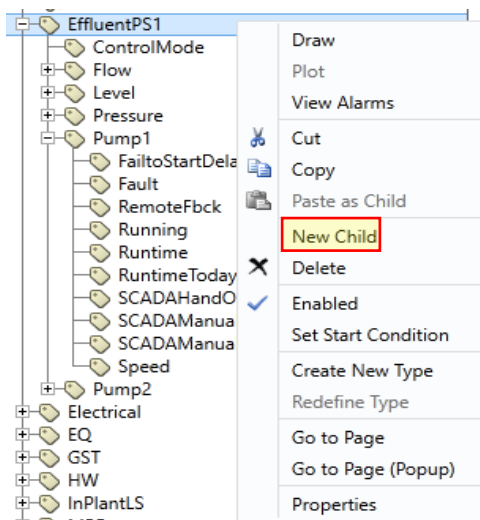 EffluentPS1
ControlMode
Flow
Level
Pressure
Pump1
FailtoStartDela
Fault
RemoteFbck
Running
Runtime
RuntimeToday
SCADAHandO
SCADAManua
SCADAManua
Speed
Pump2
Electrical
EQ
GST
HW
InPlantLS
Draw
Plot
View Alarms
Cut
Copy
Paste as Child
New Child
Delete
Enabled
Set Start Condition
Create New Type
Redefine Type
Go to Page
Go to Page (Popup)
Properties